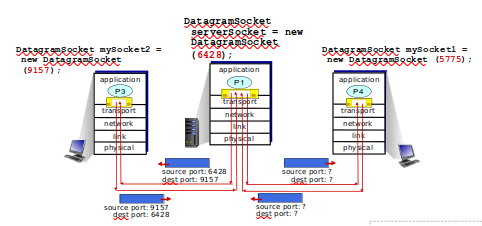 DatagramSocket
serverSocket = new
DatagramSocket
(6428);
DatagramSocket mySocket2 =
new DatagramSocket
(9157);
DatagramSocket mySocket1 =
new DatagramSocket (5775);
application
P3
transport
network
link
physical
application
P1
transport
network
link
physical
application
P4
transport
network
link
physical
source port: 6428
dest port: 9157
source port: ?
dest port: ?
source port: 9157
dest port: 6428
source port: ?
dest port: ?